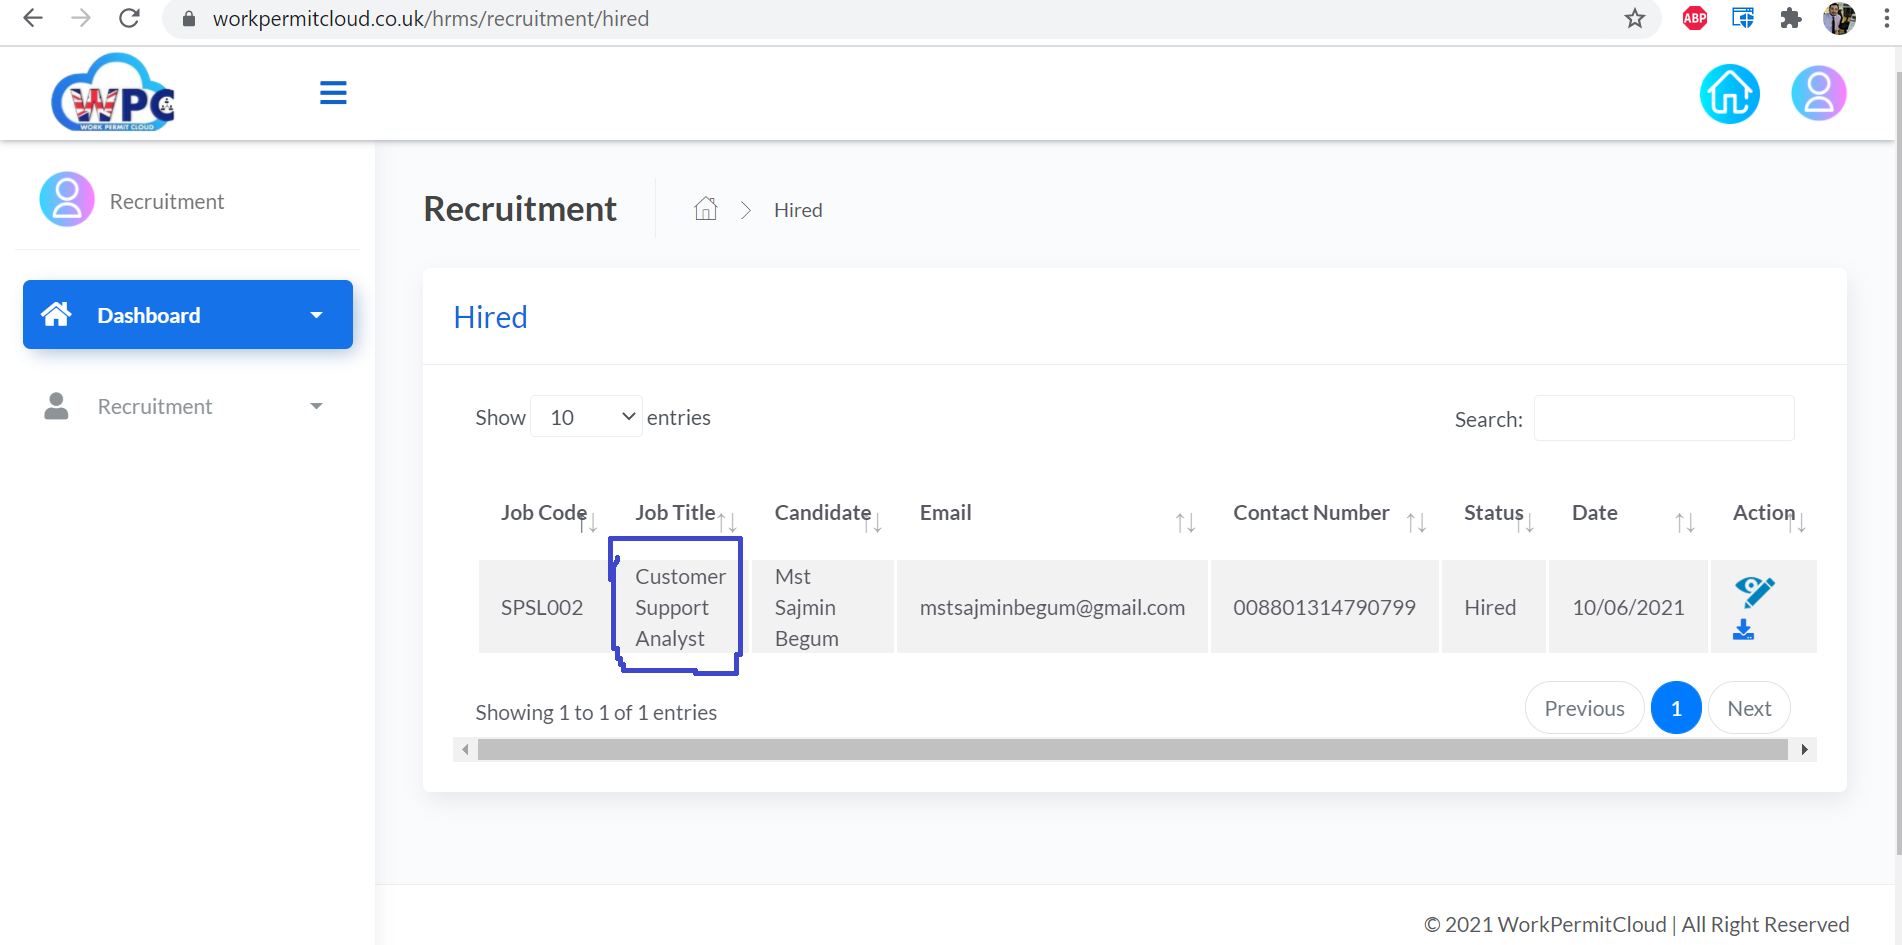 workpermitcloud.co.uk/hrms/recruitment/hired
ABP
WPC
WORK PERMIT CLOUD
Recruitment
Dashboard
Recruitment
Recruitment
Hired
Hired
Show 10 entries
Search:
Job Code Job Title Candidate Email Contact Number Status Date Action
SPSL002 Customer Support Analyst Mst Sajmin Begum mstsajminbegum@gmail.com 008801314790799 Hired 10/06/2021
Showing 1 to 1 of 1 entries
Previous 1 Next
© 2021 WorkPermitCloud | All Right Reserved